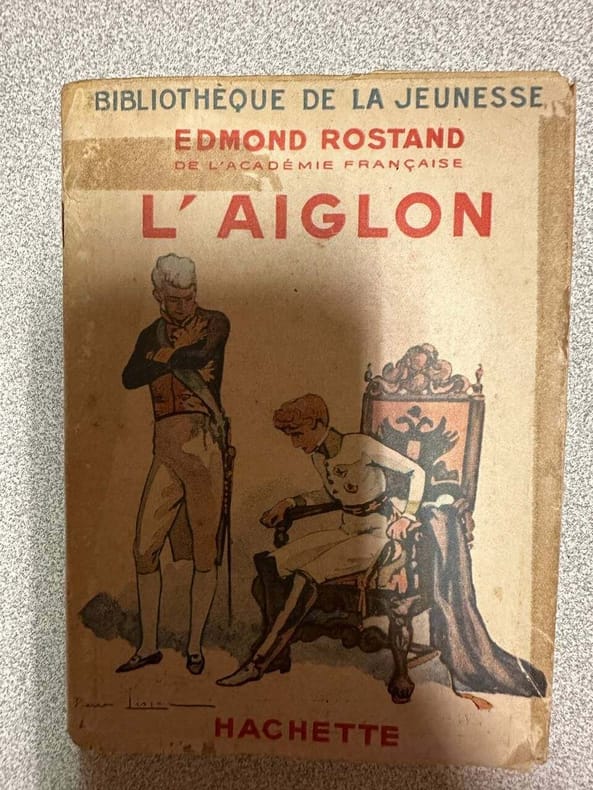 BIBLIOTHÈQUE DE LA JEUNESSE
EDMOND ROSTAND
DE L'ACADÉMIE FRANÇAISE
L'AIGLON
HACHETTE